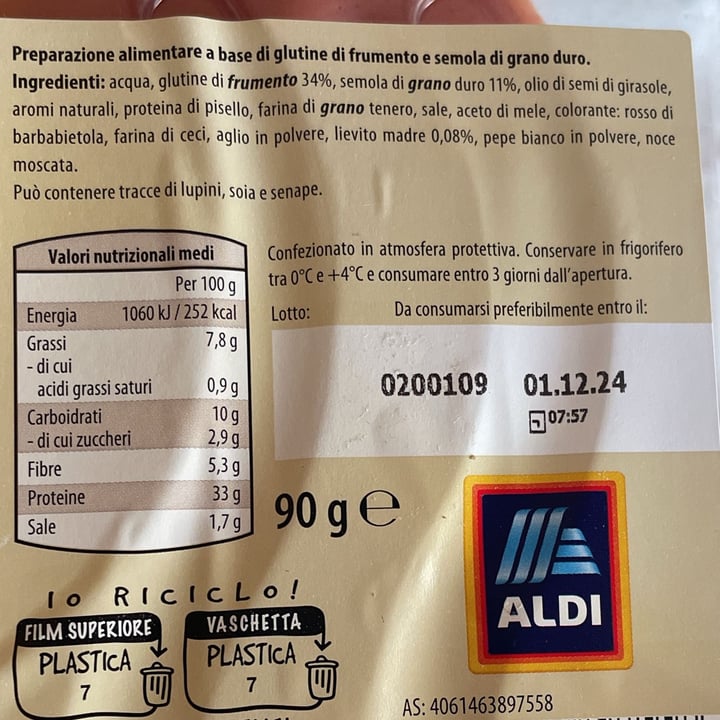 Preparazione alimentare a base di glutine di frumento e semola di grano duro.
Ingredienti: acqua, glutine di frumento 34%, semola di grano duro 11%, olio di semi di girasole,
aromi naturali, proteina di pisello, farina di grano tenero, sale, aceto di mele, colorante: rosso di
barbabietola, farina di ceci, aglio in polvere, lievito madre 0,08%, pepe bianco in polvere, noce
moscata.
Può contenere tracce di lupini, soia e senape.
Valori nutrizionali medi
Per 100 g
Energia 1060 kJ / 252 kcal
Grassi 7,8 g
- di cui
acidi grassi saturi 0,9 g
Carboidrati 10 g
- di cui zuccheri 2,9 g
Fibre 5,3 g
Proteine 33 g
Sale 1,7 g
Confezionato in atmosfera protettiva. Conservare in frigorifero
tra 0°C e +4°C e consumare entro 3 giorni dall'apertura.
Lotto: Da consumarsi preferibilmente entro il:
0200109 01.12.24
07:57
90 g e
ALDI
IO RICICLO!
FILM SUPERIORE
PLASTICA
7
VASCHETTA
PLASTICA
7
AS: 4061463897558